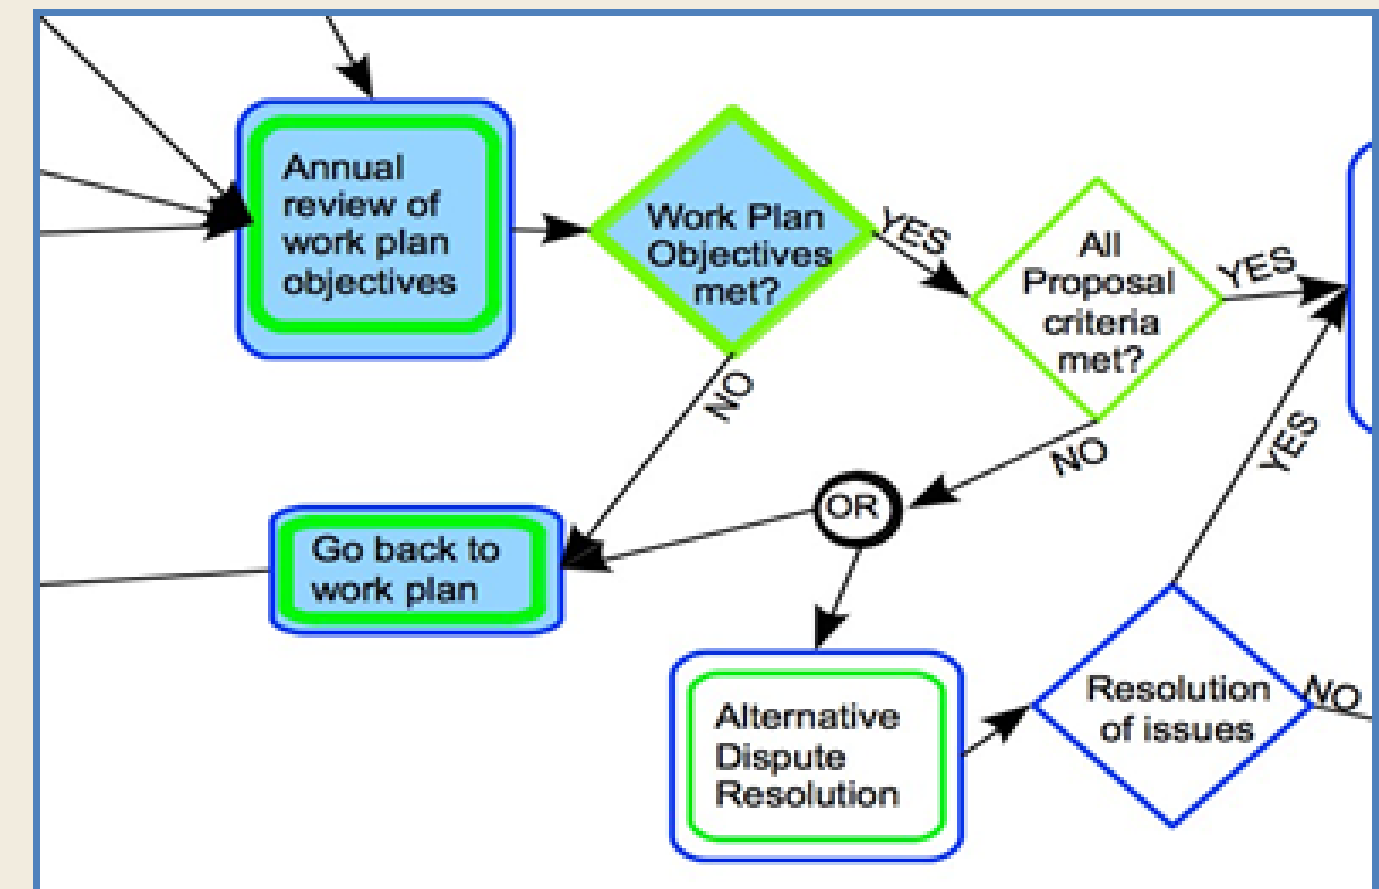 Annual
review of
work plan
objectives
Work Plan
Objectives
met?
YES
All
Proposal
criteria
met?
YES
NO
NO
OR
YES
Go back to
work plan
Alternative
Dispute
Resolution
Resolution
of issues
NO